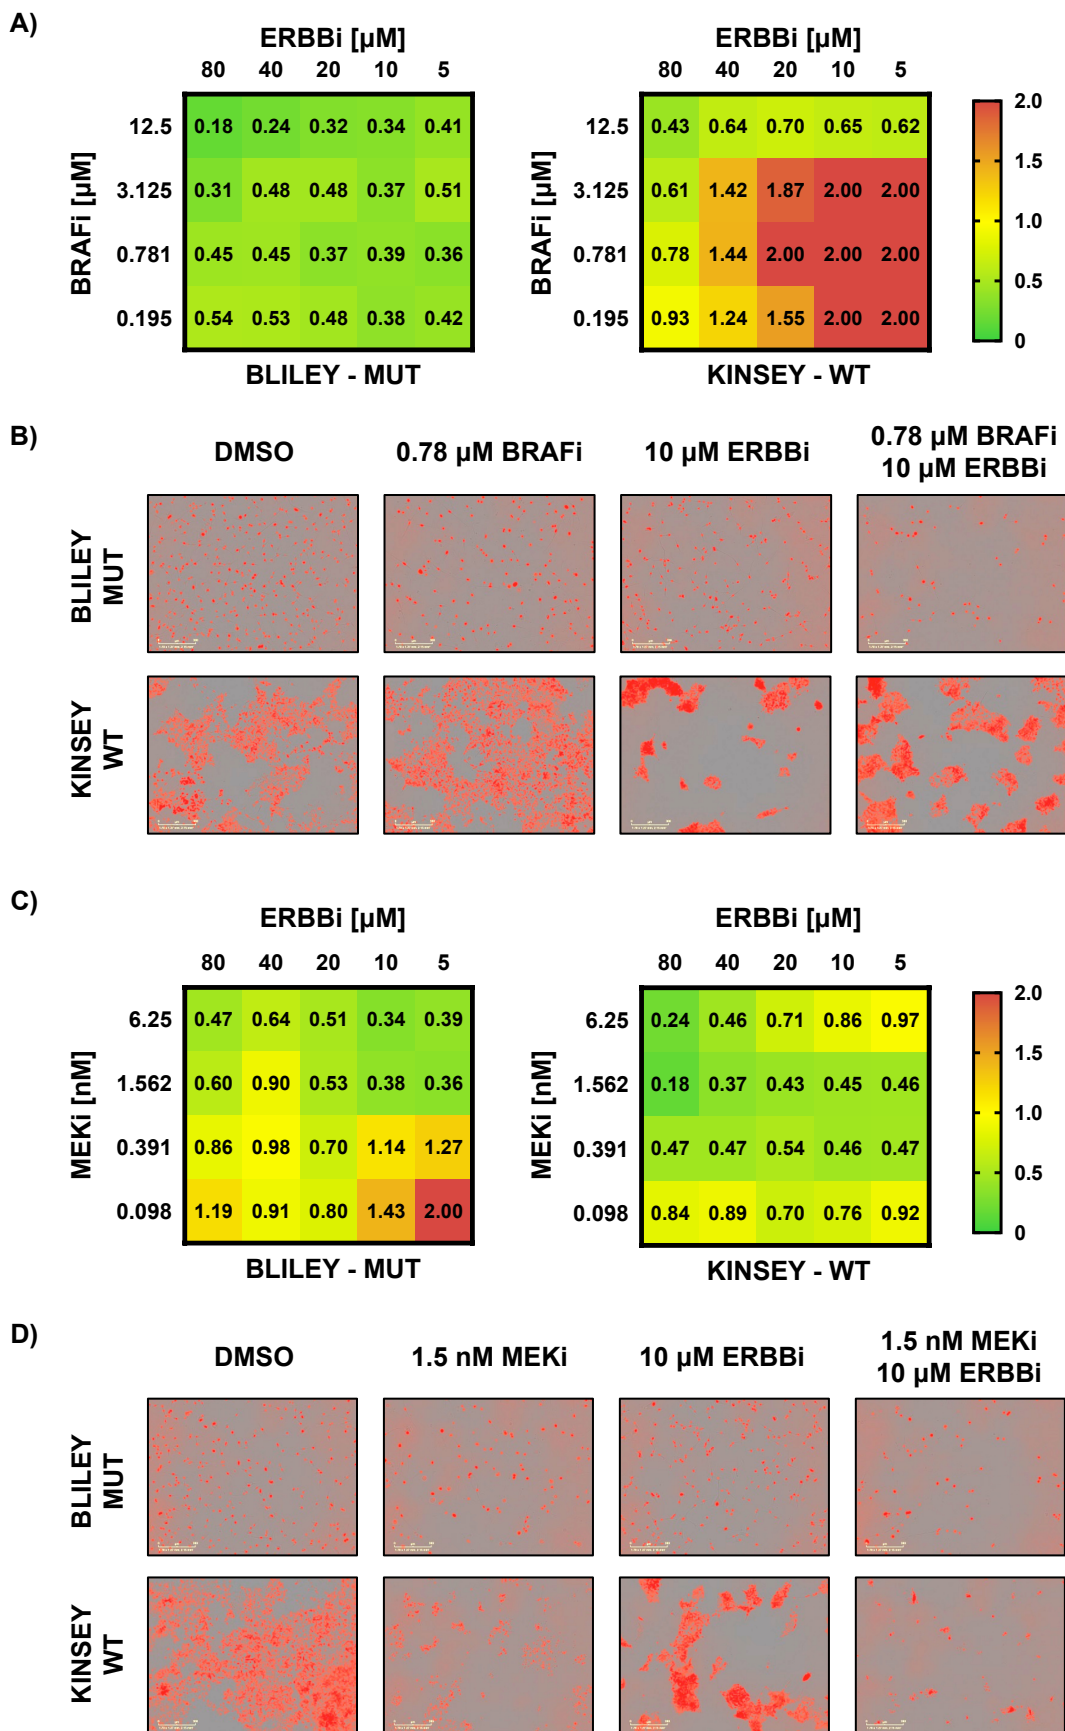 A)
ERBBi [µM]
80 40 20 10 5
BRAFi [µM]
12.5 0.18 0.24 0.32 0.34 0.41
3.125 0.31 0.48 0.48 0.37 0.51
0.781 0.45 0.45 0.37 0.39 0.36
0.195 0.54 0.53 0.48 0.38 0.42
BLILEY - MUT
ERBBi [µM]
80 40 20 10 5
BRAFi [µM]
12.5 0.43 0.64 0.70 0.65 0.62
3.125 0.61 1.42 1.87 2.00 2.00
0.781 0.78 1.44 2.00 2.00 2.00
0.195 0.93 1.24 1.55 2.00 2.00
KINSEY - WT
2.0
1.5
1.0
0.5
0
B)
DMSO
0.78 µM BRAFi
10 µM ERBBi
0.78 µM BRAFi
10 µM ERBBi
BLILEY
MUT
KINSEY
WT
C)
ERBBi [µM]
80 40 20 10 5
MEKi [nM]
6.25 0.47 0.64 0.51 0.34 0.39
1.562 0.60 0.90 0.53 0.38 0.36
0.391 0.86 0.98 0.70 1.14 1.27
0.098 1.19 0.91 0.80 1.43 2.00
BLILEY - MUT
ERBBi [µM]
80 40 20 10 5
MEKi [nM]
6.25 0.24 0.46 0.71 0.86 0.97
1.562 0.18 0.37 0.43 0.45 0.46
0.391 0.47 0.47 0.54 0.46 0.47
0.098 0.84 0.89 0.70 0.76 0.92
KINSEY - WT
2.0
1.5
1.0
0.5
0
D)
DMSO
1.5 nM MEKi
10 µM ERBBi
1.5 nM MEKi
10 µM ERBBi
BLILEY
MUT
KINSEY
WT